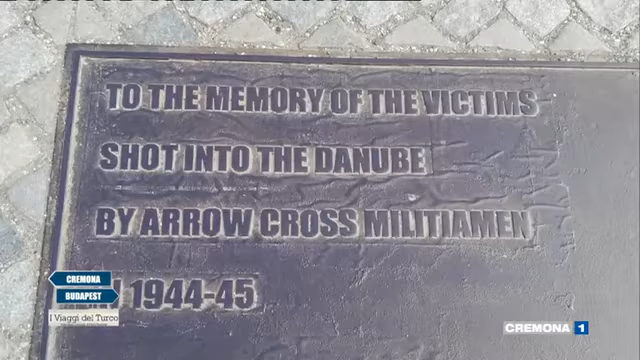 TO THE MEMORY OF THE VICTIMS
SHOT INTO THE DANUBE
BY ARROW CROSS MILITIAMEN
1944-45
CREMONA
BUDAPEST
I Viaggi del Turco
CREMONA 1